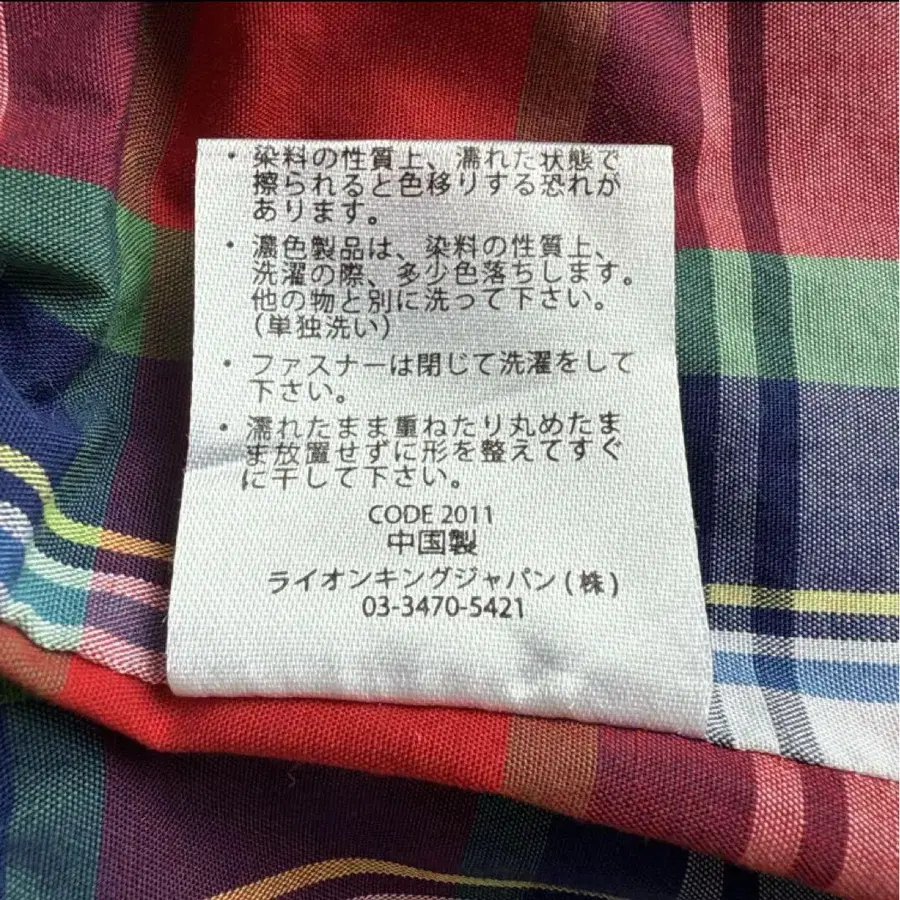 ・染料の性質上、濡れた状態で
擦られると色移りする恐れが
あります。
・濃色製品は、染料の性質上、
洗濯の際、多少色落ちします。
他の物と別に洗って下さい。
（単独洗い）
・ファスナーは閉じて洗濯をして
下さい。
・濡れたまま重ねたり丸めたま
ま放置せずに形を整えてすぐ
に干して下さい。
CODE 2011
中国製
ライオンキングジャパン(株)
03-3470-5421